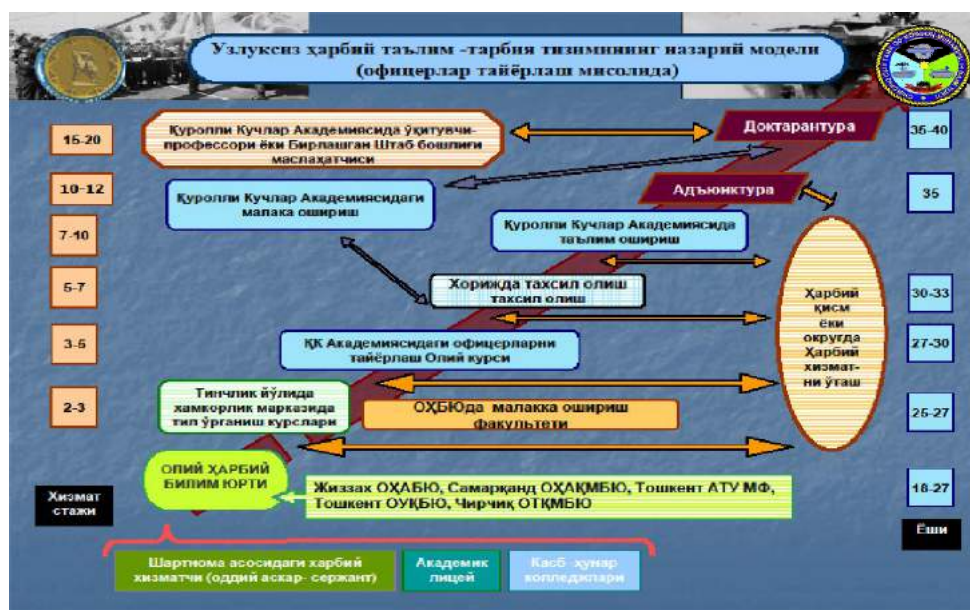 Узлуксиз ҳарбий таълим -тарбия тизимининг назарий модели
(офицерлар тайёрлаш мисолида)
15-20
Қуролли Кучлар Академиясида ўқитувчи-
профессори ёки Бирлашган Штаб бошлиғи
маслаҳатчиси
Доктарантура
35-40
10-12
Қуролли Кучлар Академиясидаги
малака ошириш
Адъюнктура
35
7-10
Қуролли Кучлар Академиясида
таълим ошириш
5-7
Хорижда тахсил олиш
тахсил олиш
Ҳарбий
қисм
ёки
округда
Ҳарбий
хизмат-
ни ўташ
30-33
3-5
ҚК Академиясидаги офицерларни
тайёрлаш Олий курси
27-30
2-3
Тинчлик йўлида
хамкорлик марказида
тил ўрганиш курслари
ОҲБЮда малакка ошириш
факультети
25-27
ОЛИЙ ҲАРБИЙ
БИЛИМ ЮРТИ
Жиззах ОҲАБЮ, Самарқанд ОҲАҚМБЮ, Тошкент АТУ МФ,
Тошкент ОУҚБЮ, Чирчиқ ОТҚМБЮ
18-27
Хизмат
стажи
Ёши
Шартнома асосидаги харбий
хизматчи (оддий аскар- сержант)
Академик
лицей
Касб -ҳунар
колледжлари